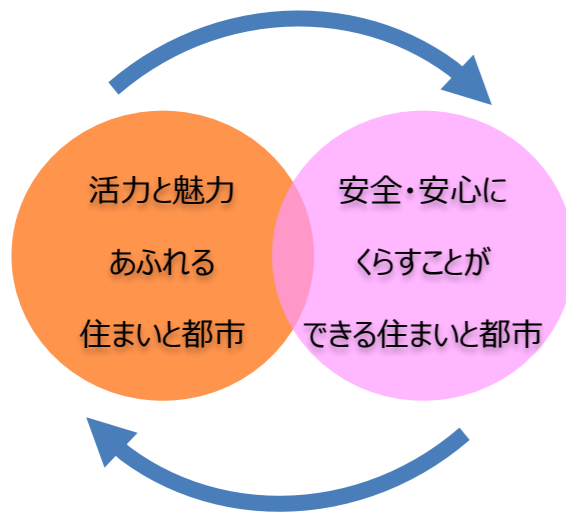 活力と魅力
あふれる
住まいと都市
安全・安心に
くらすことが
できる住まいと都市